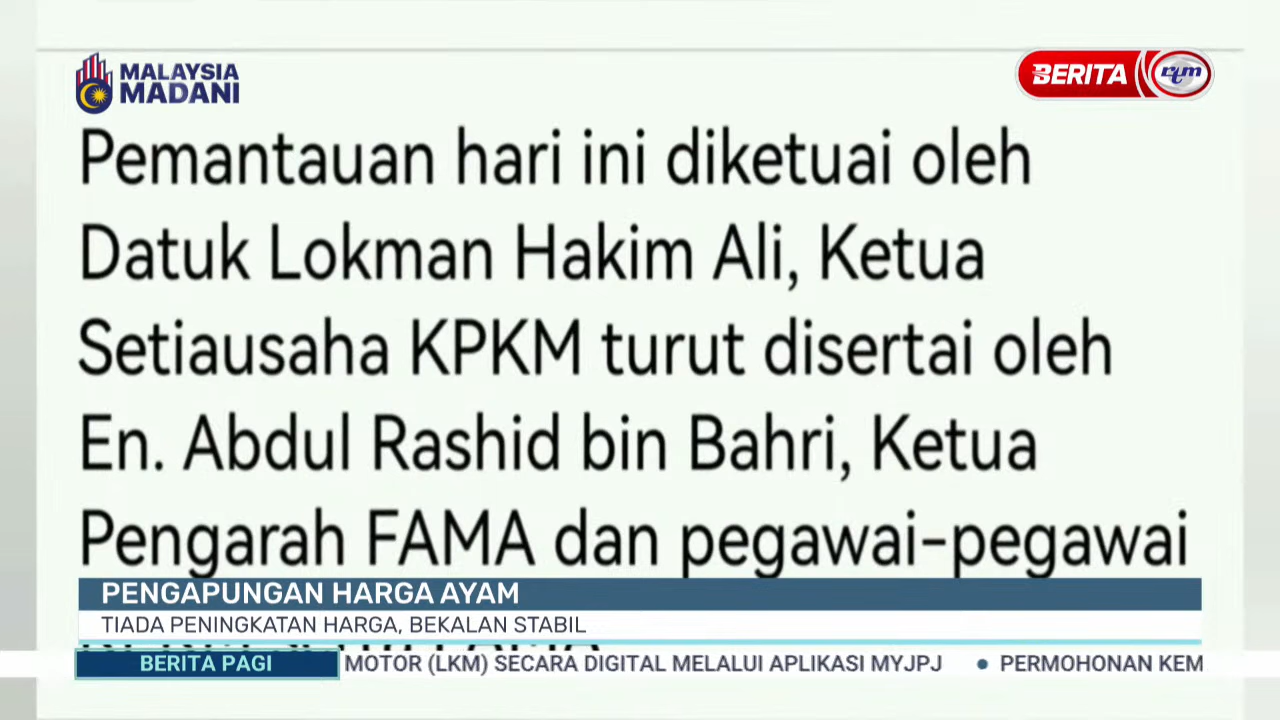 MALAYSIA
MADANI
BERITA rtm
Pemantauan hari ini diketuai oleh
Datuk Lokman Hakim Ali, Ketua
Setiausaha KPKM turut disertai oleh
En. Abdul Rashid bin Bahri, Ketua
Pengarah FAMA dan pegawai-pegawai
PENGAPUNGAN HARGA AYAM
TIADA PENINGKATAN HARGA, BEKALAN STABIL
BERITA PAGI
MOTOR (LKM) SECARA DIGITAL MELALUI APLIKASI MYJPJ • PERMOHONAN KEM